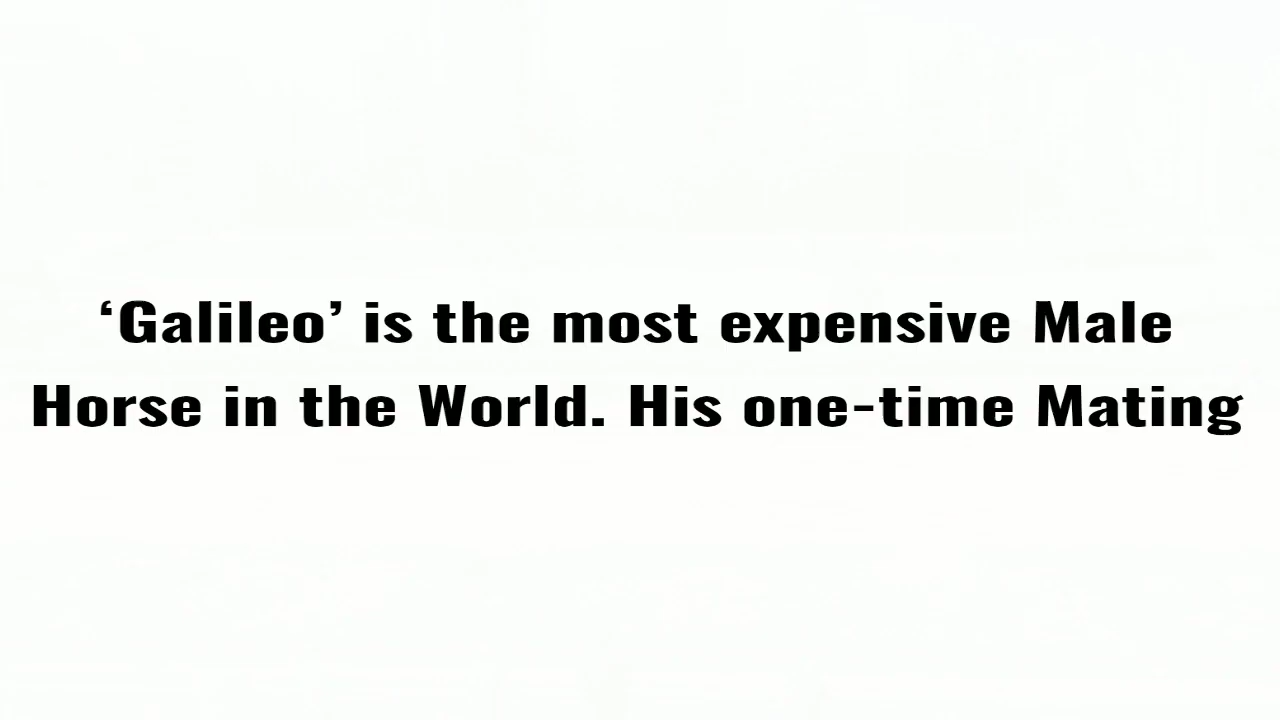 ‘Galileo’ is the most expensive Male
Horse in the World. His one-time Mating